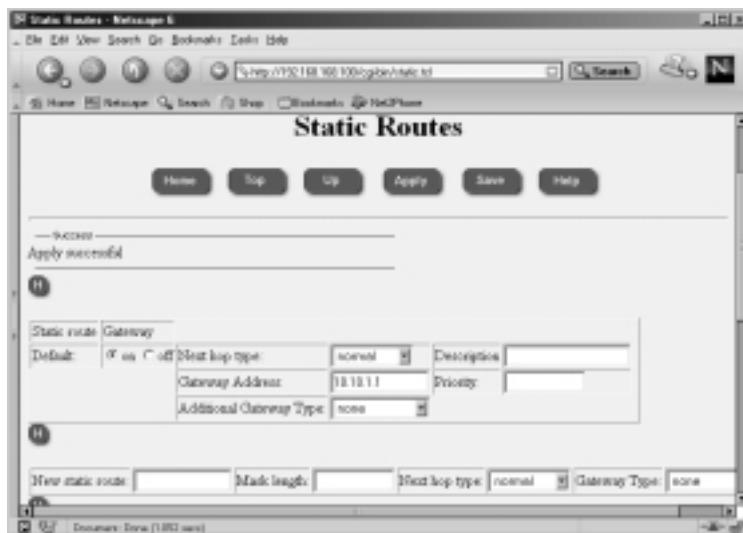 Static Routes - Netscape 6
File Edit View Search Go Bookmarks Tasks Help
Search
N
Home Netscape Search Shop Bookmarks Net2Phone
Static Routes
Home Top Up Apply Save Help
Success
Apply successful
H
Static route Gateway
Default: on off Next hop type: normal Description
Gateway Address: 10.10.1.1 Priority:
Additional Gateway Type: none
H
New static route: Mask length: Next hop type: normal Gateway Type: none
Document: Done